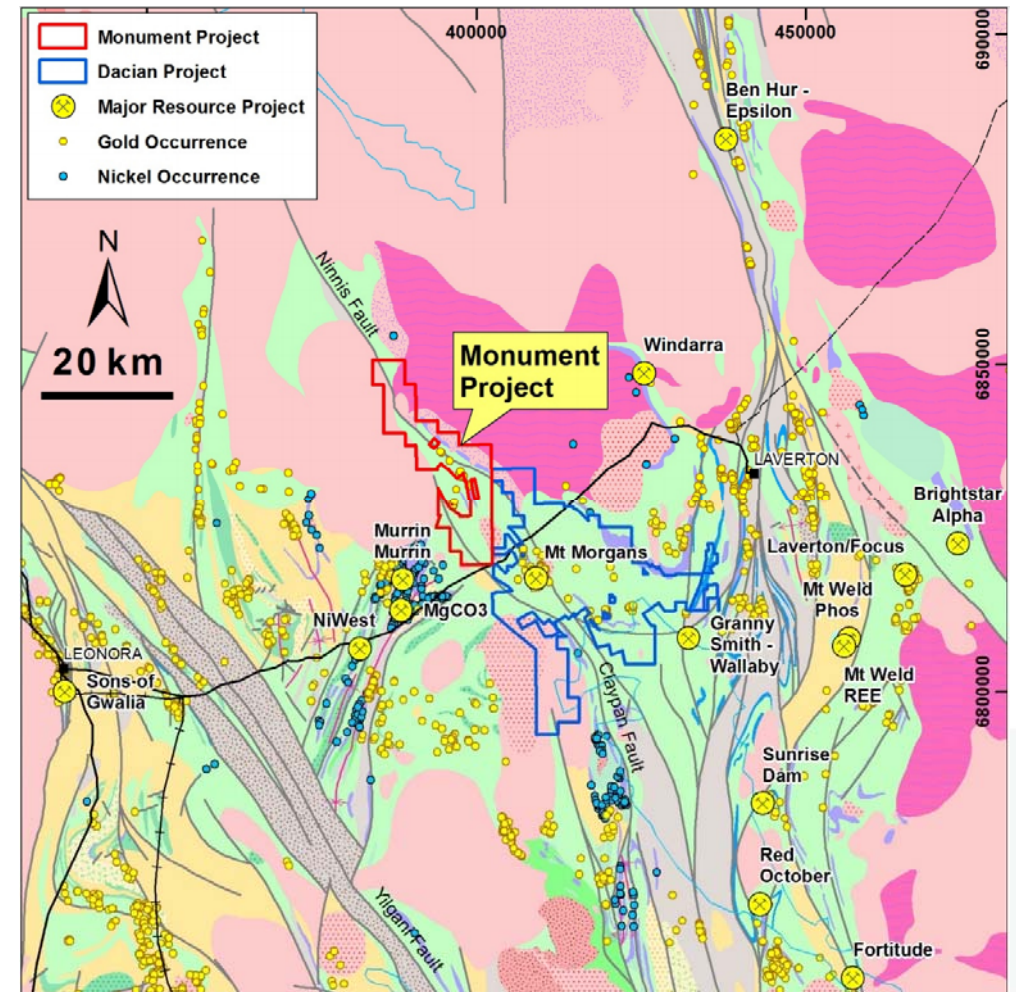 Monument Project
Dacian Project
Major Resource Project
Gold Occurrence
Nickel Occurrence
400000
450000
6900000
6850000
6800000
N
20 km
Ben Hur -
Epsilon
Ninnis Fault
Monument
Project
Windarra
LAVERTON
Brightstar
Alpha
Murrin
Murrin
Mt Morgans
Laverton/Focus
Mt Weld
Phos
MgCO3
NiWest
Granny
Smith -
Wallaby
LEONORA
Sons of
Gwalia
Mt Weld
REE
Claypan Fault
Sunrise
Dam
Red
October
Yilgani Fault
Fortitude